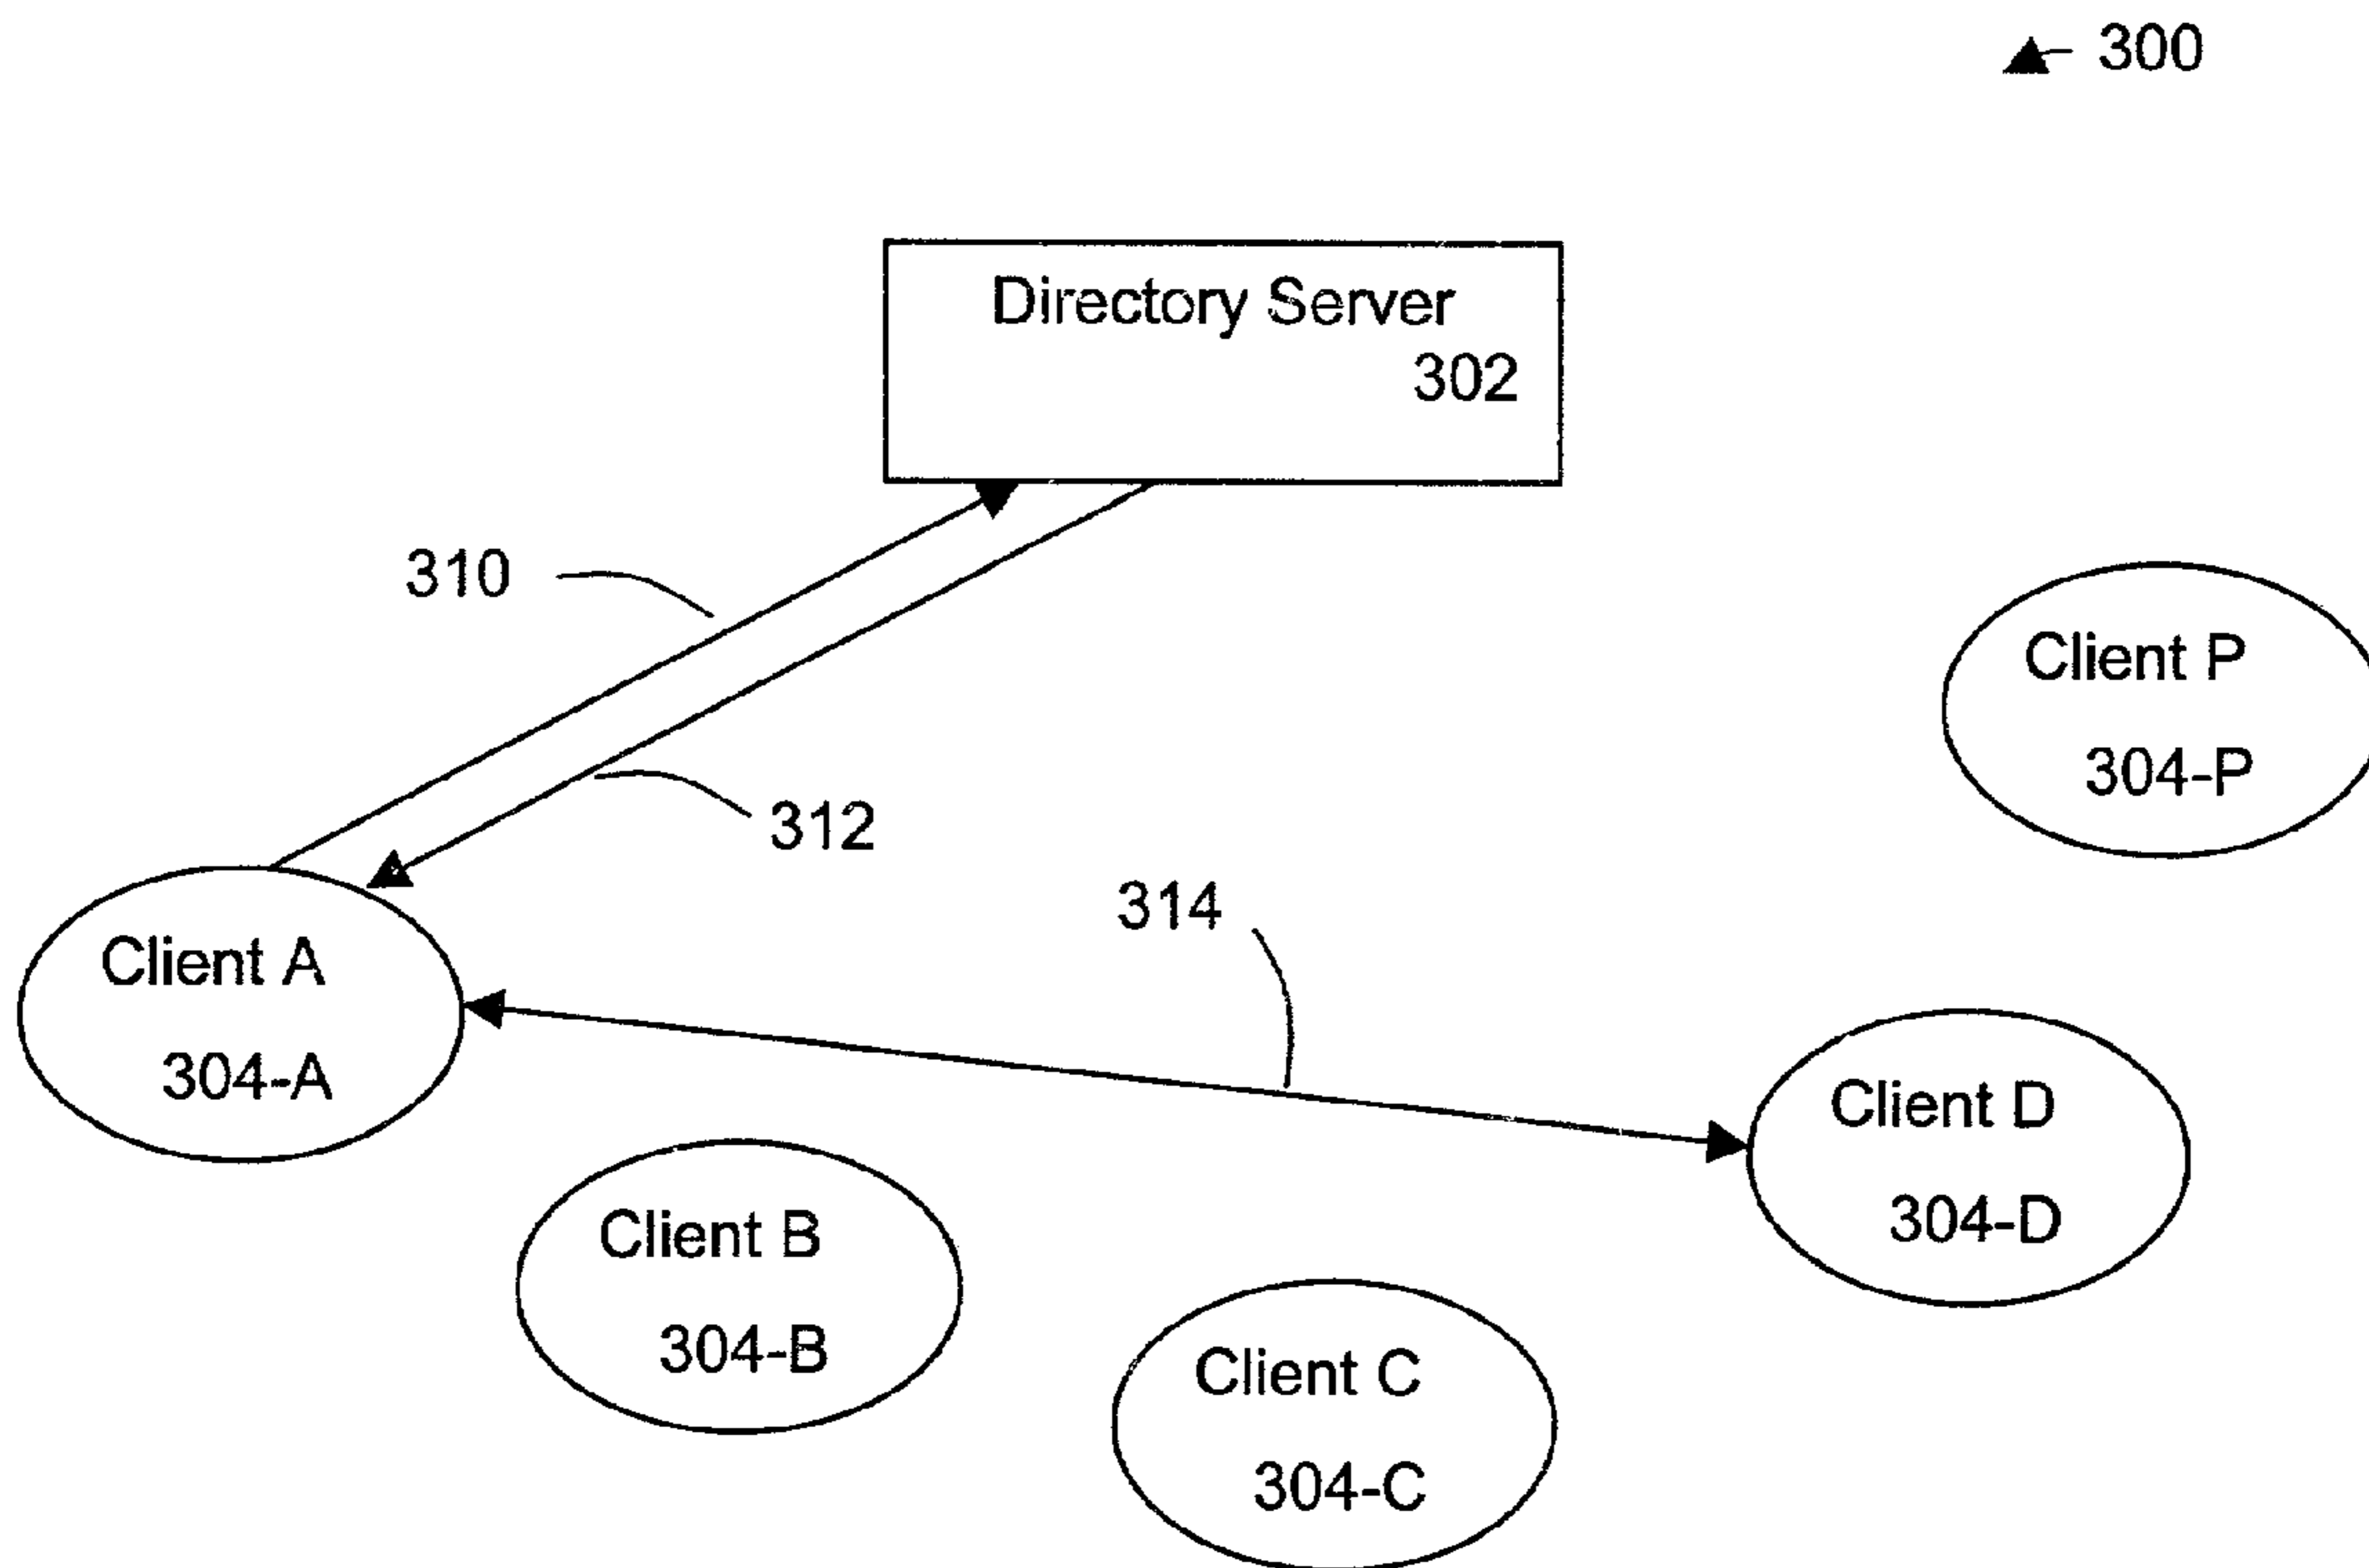 300
Directory Server
302
310
Client P
304-P
312
314
Client A
304-A
Client D
304-D
Client B
304-B
Client C
304-C